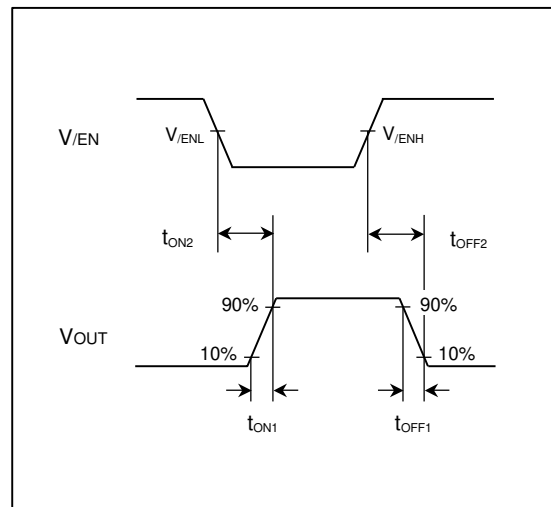 V/EN
V/ENL
V/ENH
tON2
tOFF2
VOUT
90%
90%
10%
10%
tON1
tOFF1